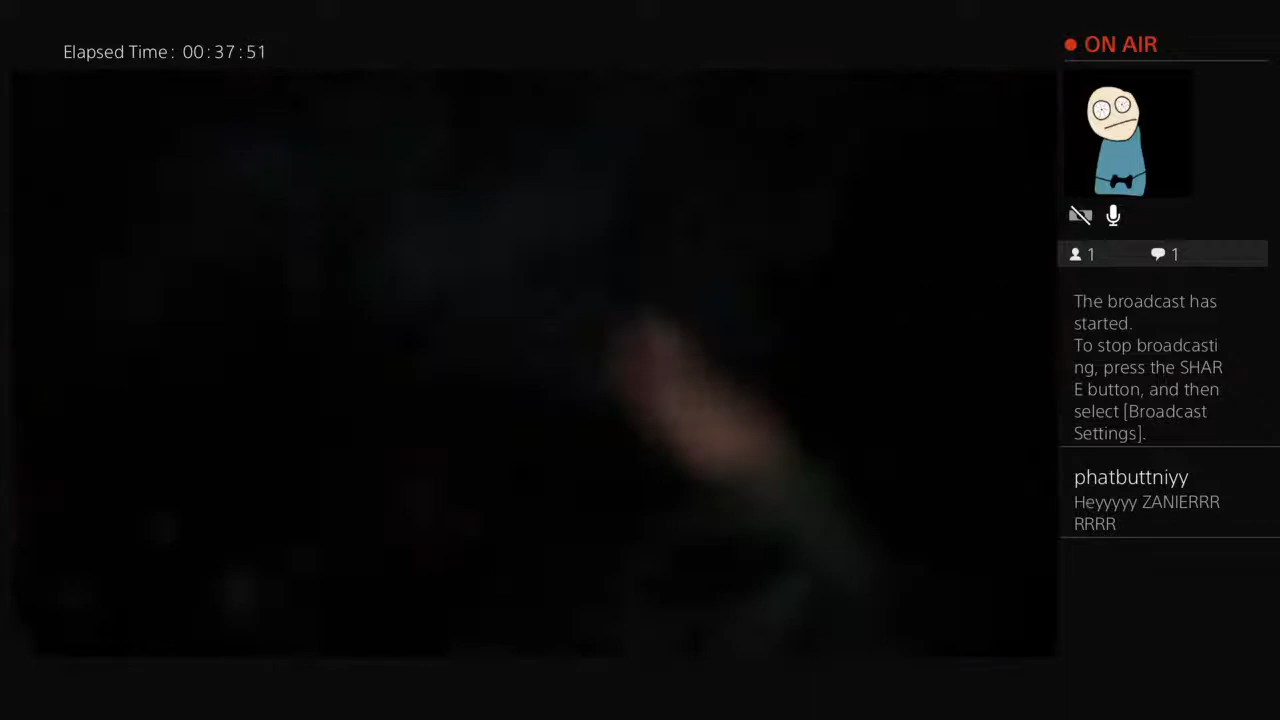 Elapsed Time: 00:37:51
ON AIR
1
1
The broadcast has
started.
To stop broadcasti
ng, press the SHAR
E button, and then
select [Broadcast
Settings].
phatbuttniyy
Heyyyyy ZANIERRR
RRRR